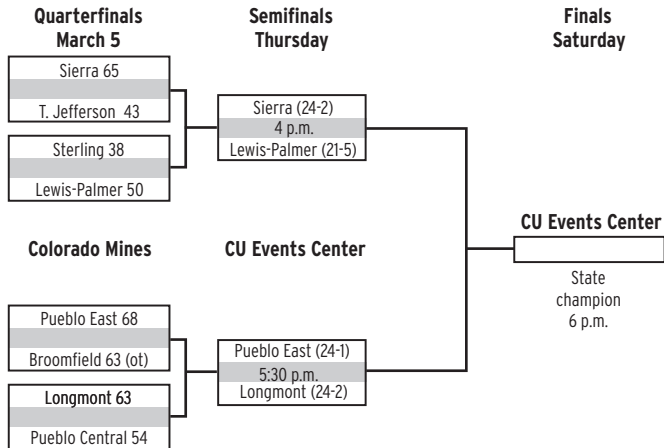 Quarterfinals
March 5
Semifinals
Thursday
Finals
Saturday
Sierra 65
T. Jefferson 43
Sterling 38
Lewis-Palmer 50
Sierra (24-2)
4 p.m.
Lewis-Palmer (21-5)
Colorado Mines
CU Events Center
CU Events Center
State
champion
6 p.m.
Pueblo East 68
Broomfield 63 (ot)
Longmont 63
Pueblo Central 54
Pueblo East (24-1)
5:30 p.m.
Longmont (24-2)